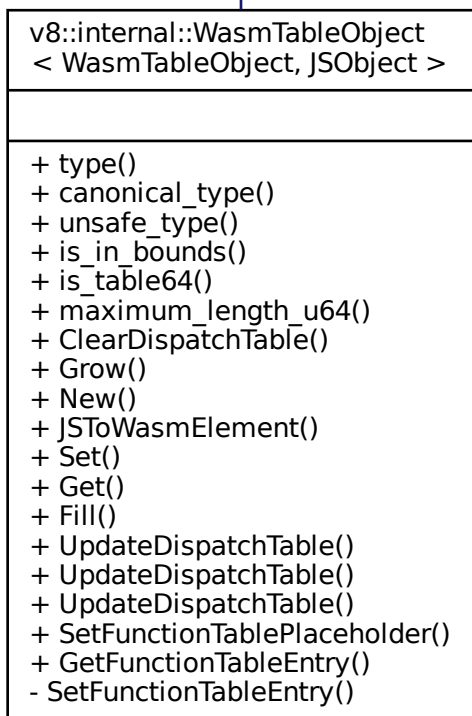 v8::internal::WasmTableObject
< WasmTableObject, JSObject >
+ type()
+ canonical_type()
+ unsafe_type()
+ is_in_bounds()
+ is_table64()
+ maximum_length_u64()
+ ClearDispatchTable()
+ Grow()
+ New()
+ JSToWasmElement()
+ Set()
+ Get()
+ Fill()
+ UpdateDispatchTable()
+ UpdateDispatchTable()
+ UpdateDispatchTable()
+ SetFunctionTablePlaceholder()
+ GetFunctionTableEntry()
- SetFunctionTableEntry()